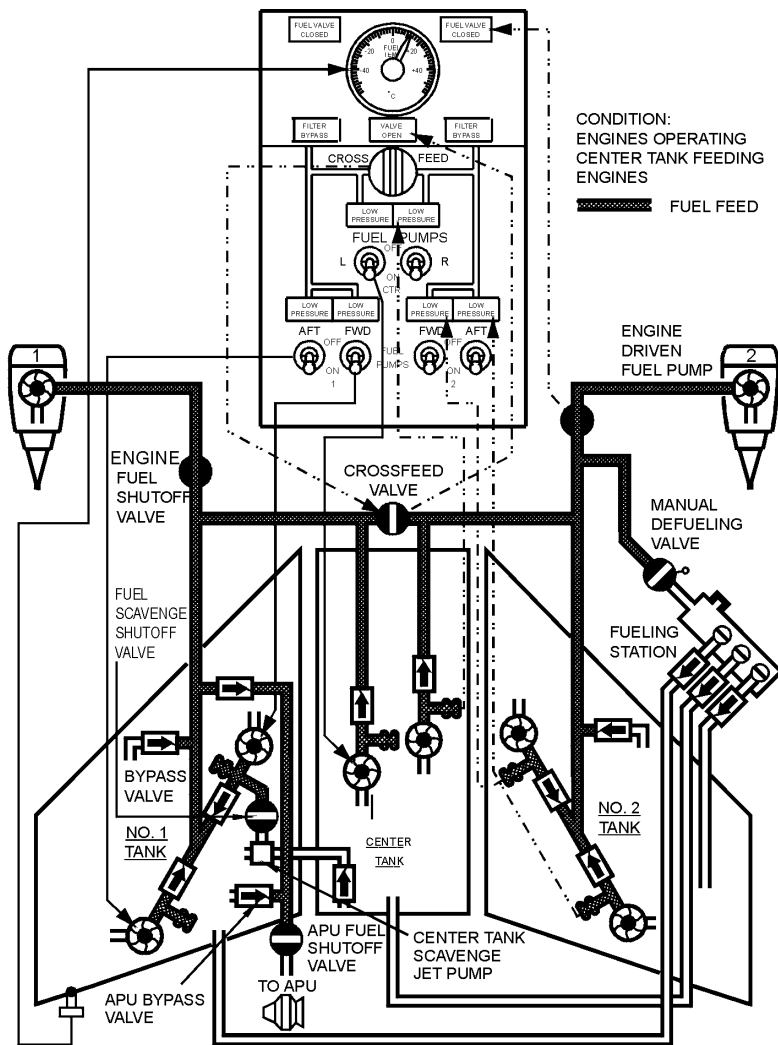 FUEL VALVE
CLOSED
FUEL VALVE
CLOSED
0
-20
+20
-40
+40
FUEL
TEMP
°C
FILTER
BYPASS
VALVE
OPEN
FILTER
BYPASS
CROSS FEED
LOW
PRESSURE
LOW
PRESSURE
FUEL PUMPS
OFF
L
R
ON
CTR
LOW
PRESSURE
LOW
PRESSURE
LOW
PRESSURE
LOW
PRESSURE
AFT
FWD
FWD
AFT
OFF
OFF
FUEL
PUMPS
ON
1
ON
2
CONDITION:
ENGINES OPERATING
CENTER TANK FEEDING
ENGINES
FUEL FEED
1
2
ENGINE
DRIVEN
FUEL PUMP
ENGINE
FUEL
SHUTOFF
VALVE
CROSSFEED
VALVE
MANUAL
DEFUELING
VALVE
FUEL
SCAVENGE
SHUTOFF
VALVE
FUELING
STATION
BYPASS
VALVE
NO. 1
TANK
CENTER
TANK
NO. 2
TANK
APU FUEL
SHUTOFF
VALVE
CENTER TANK
SCAVENGE
JET PUMP
APU BYPASS
VALVE
TO APU